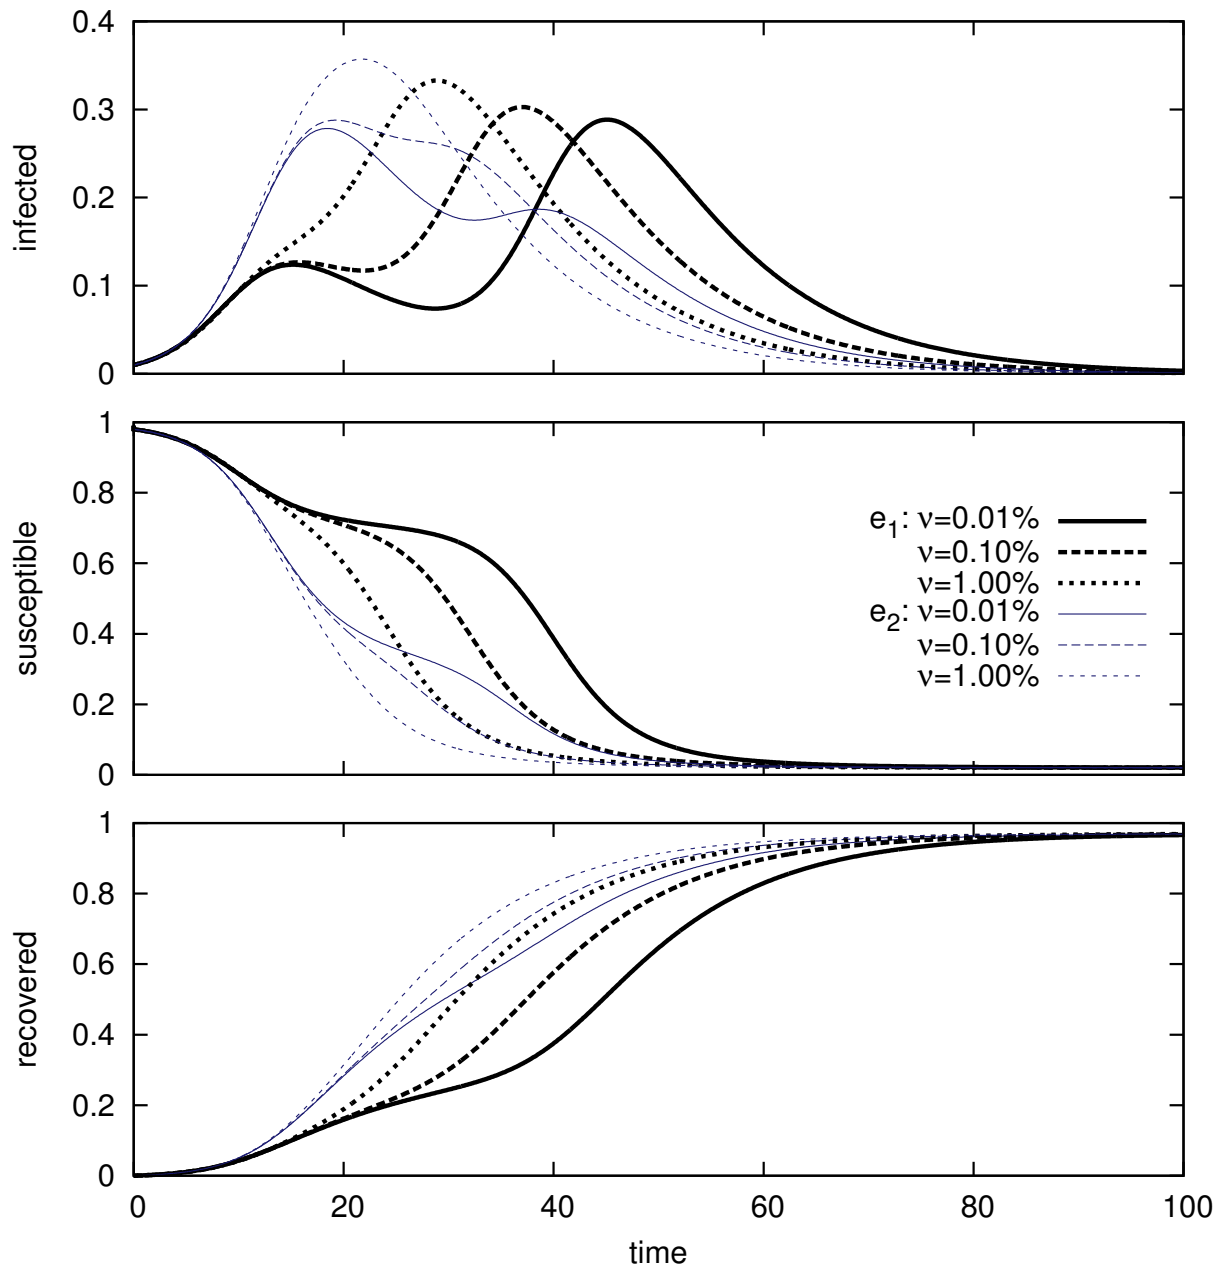 0.4
0.3
0.2
0.1
0
infected
1
0.8
0.6
0.4
0.2
0
susceptible
e1: ν=0.01%
ν=0.10%
ν=1.00%
e2: ν=0.01%
ν=0.10%
ν=1.00%
1
0.8
0.6
0.4
0.2
0
recovered
0 20 40 60 80 100
time